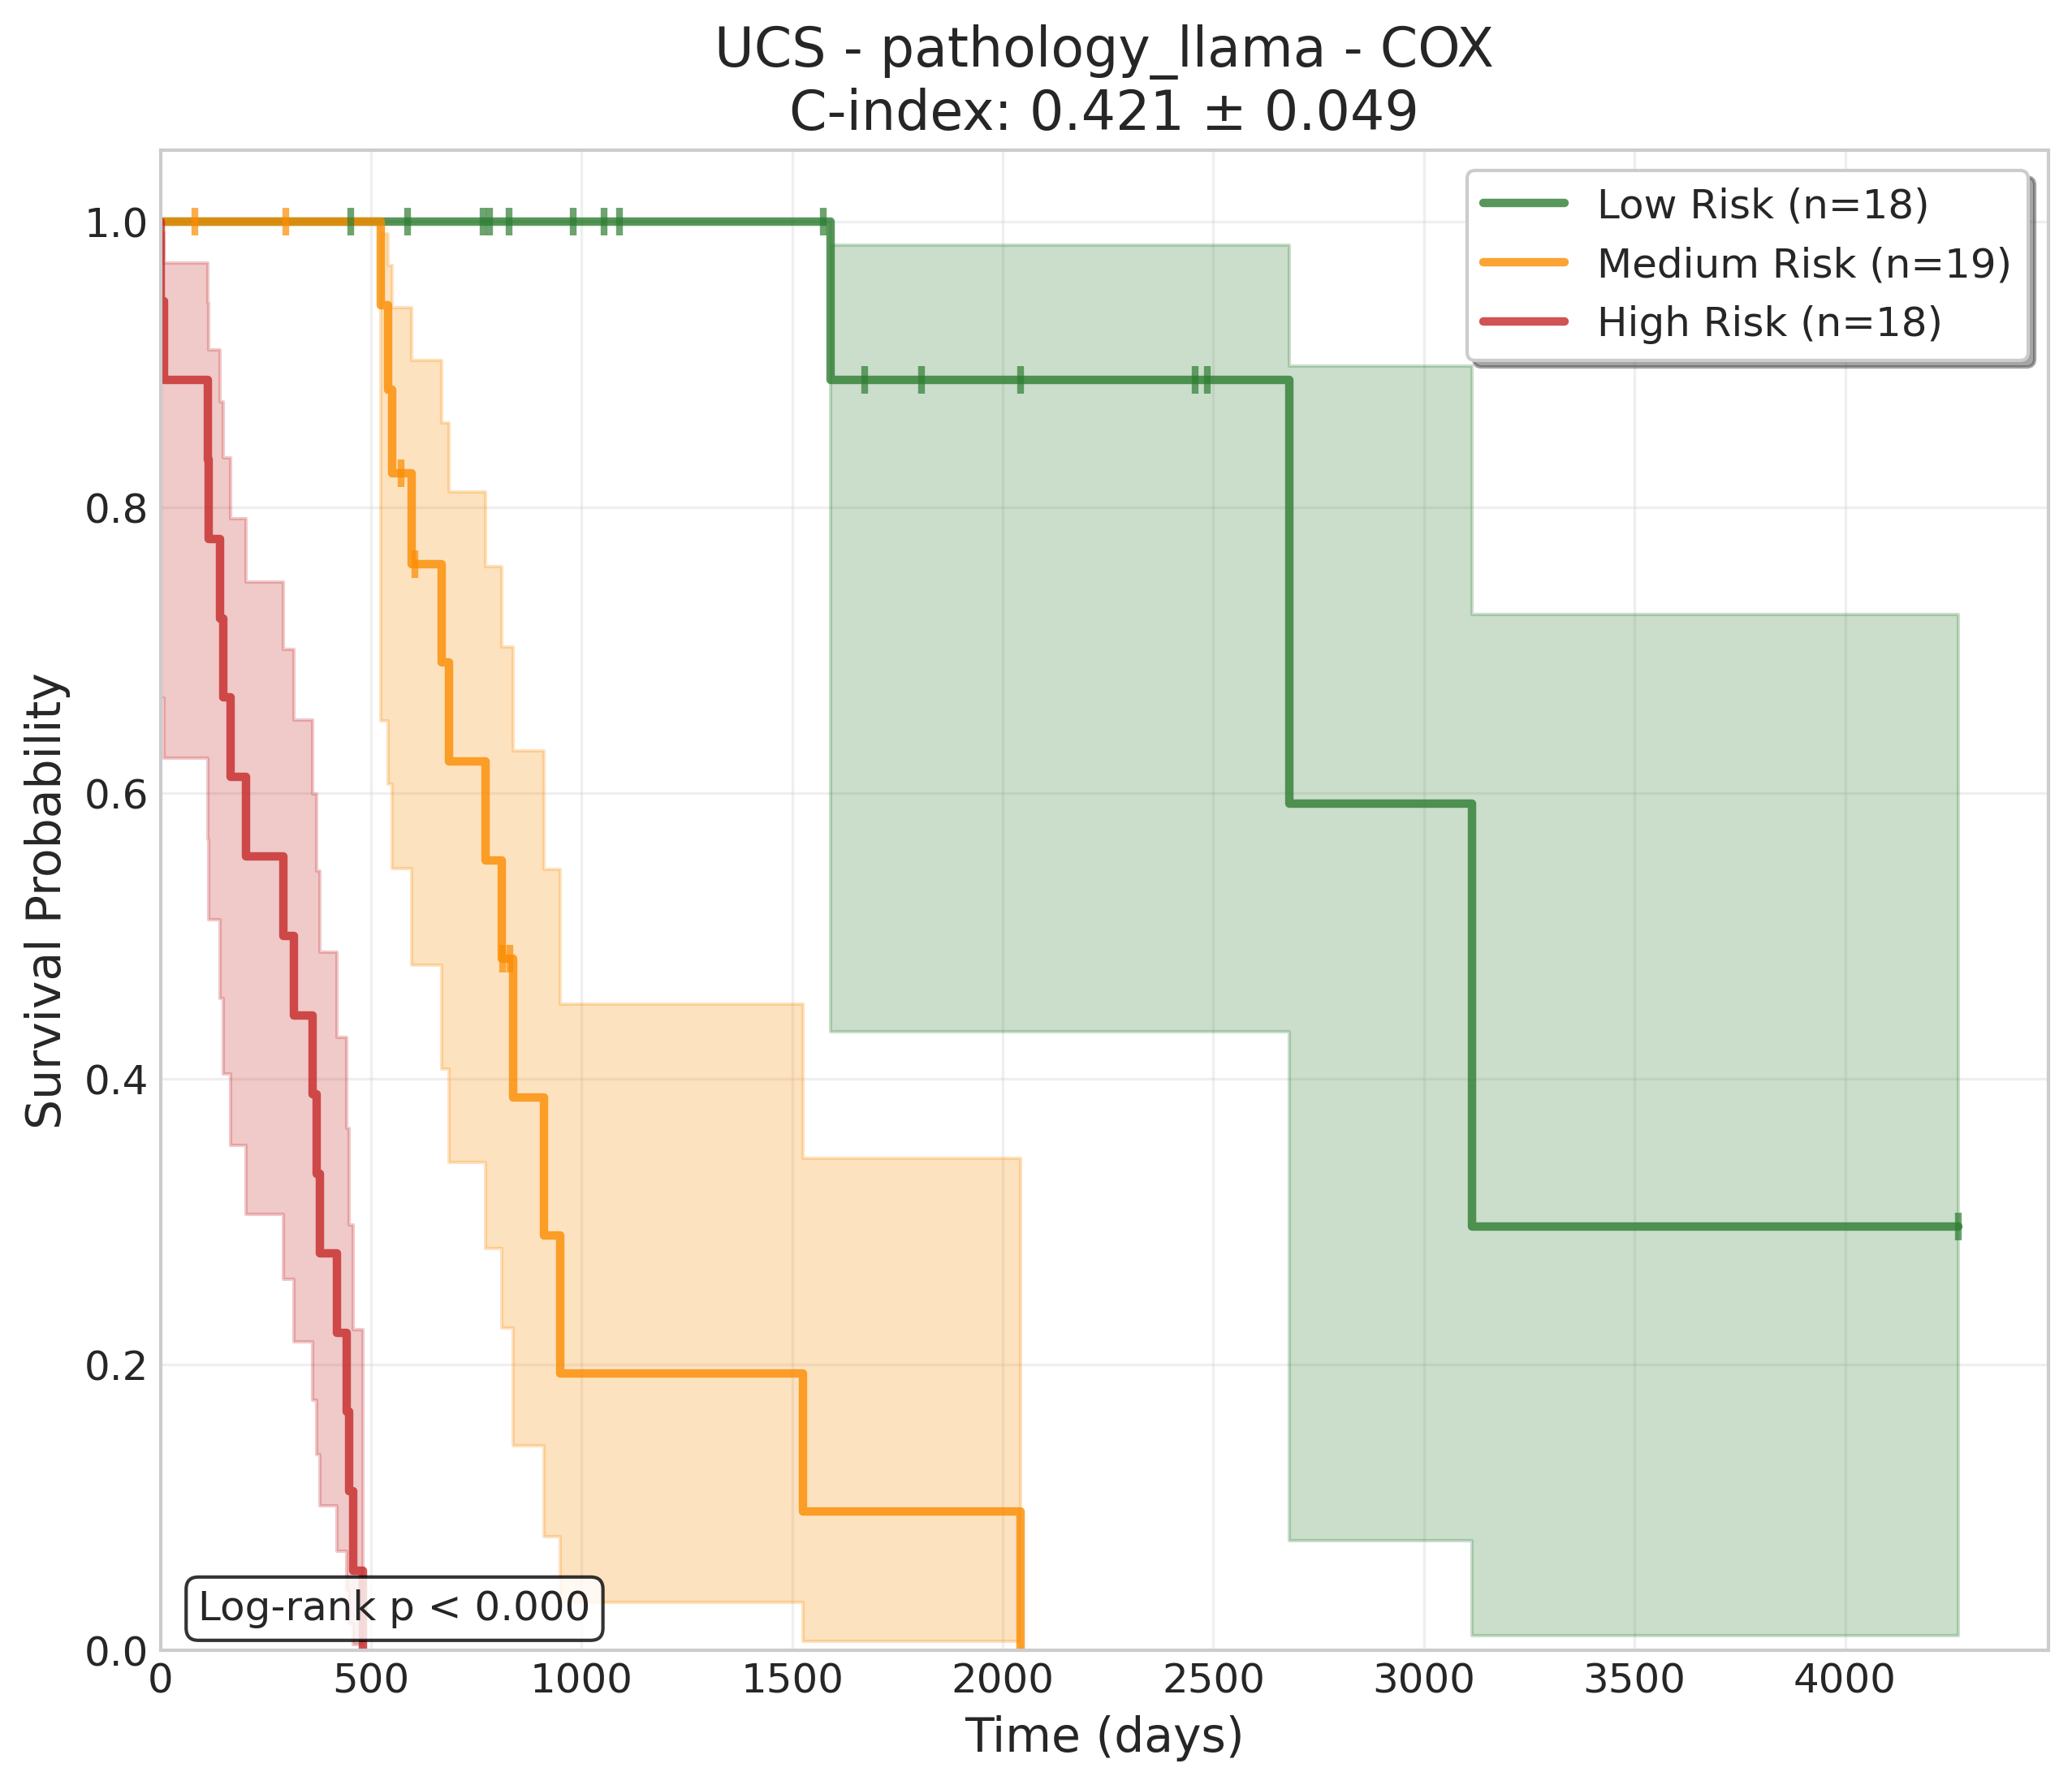 UCS - pathology_llama - COX
C-index: 0.421 ± 0.049
Low Risk (n=18)
Medium Risk (n=19)
High Risk (n=18)
Survival Probability
1.0
0.8
0.6
0.4
0.2
0.0
Log-rank p < 0.000
0 500 1000 1500 2000 2500 3000 3500 4000
Time (days)